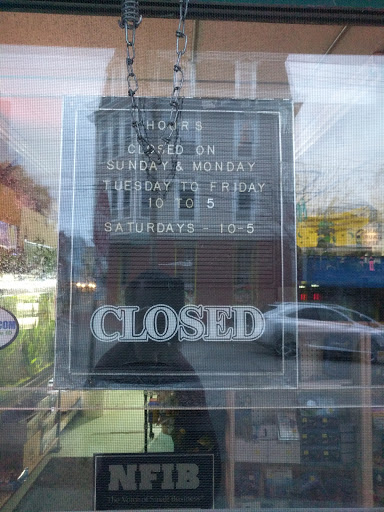 HOURS
CLOSED ON
SUNDAY & MONDAY
TUESDAY TO FRIDAY
10 TO 5
SATURDAYS - 10-5
CLOSED
.COM
NFIB
The Voice of Small Business